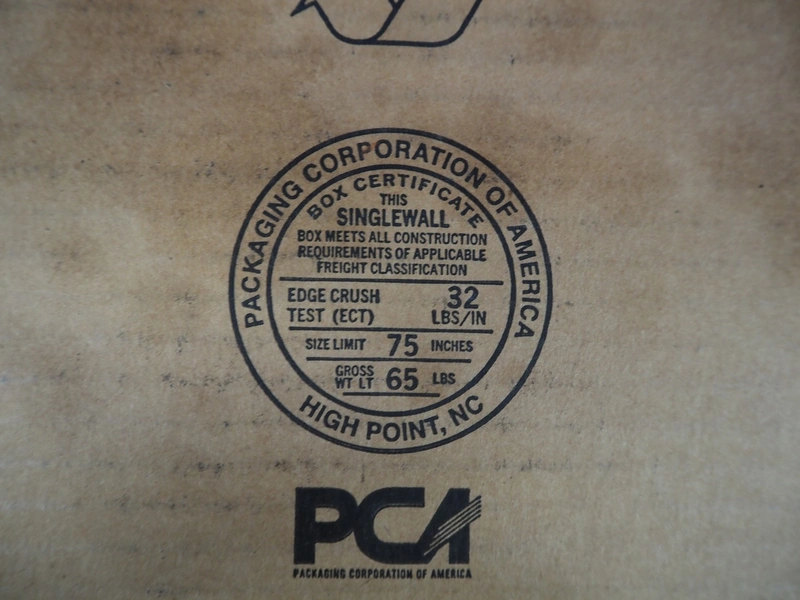 PACKAGING CORPORATION OF AMERICA
BOX CERTIFICATE
THIS
SINGLEWALL
BOX MEETS ALL CONSTRUCTION
REQUIREMENTS OF APPLICABLE
FREIGHT CLASSIFICATION
EDGE CRUSH 32
TEST (ECT) LBS/IN
SIZE LIMIT 75 INCHES
GROSS
WT LT 65 LBS
HIGH POINT, NC
PCA
PACKAGING CORPORATION OF AMERICA